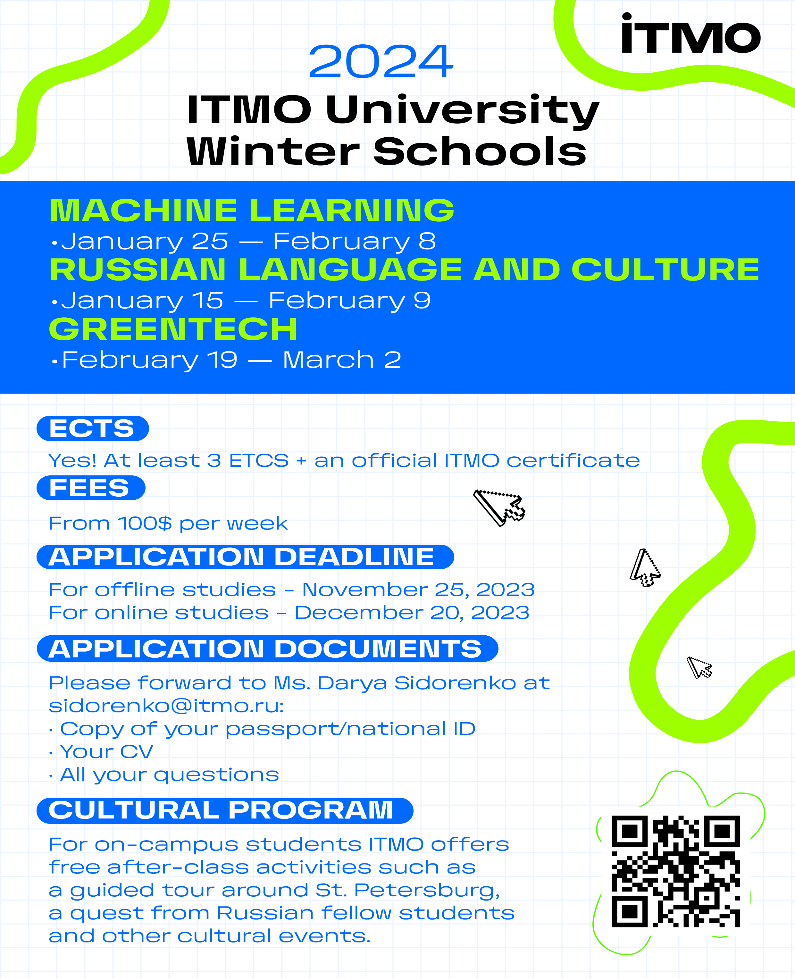 iTMO
2024
ITMO University
Winter Schools
MACHINE LEARNING
•January 25 — February 8
RUSSIAN LANGUAGE AND CULTURE
•January 15 — February 9
GREENTECH
•February 19 — March 2
ECTS
Yes! At least 3 ETCS + an official ITMO certificate
FEES
From 100$ per week
APPLICATION DEADLINE
For offline studies - November 25, 2023
For online studies - December 20, 2023
APPLICATION DOCUMENTS
Please forward to Ms. Darya Sidorenko at
sidorenko@itmo.ru:
· Copy of your passport/national ID
· Your CV
· All your questions
CULTURAL PROGRAM
For on-campus students ITMO offers
free after-class activities such as
a guided tour around St. Petersburg,
a quest from Russian fellow students
and other cultural events.